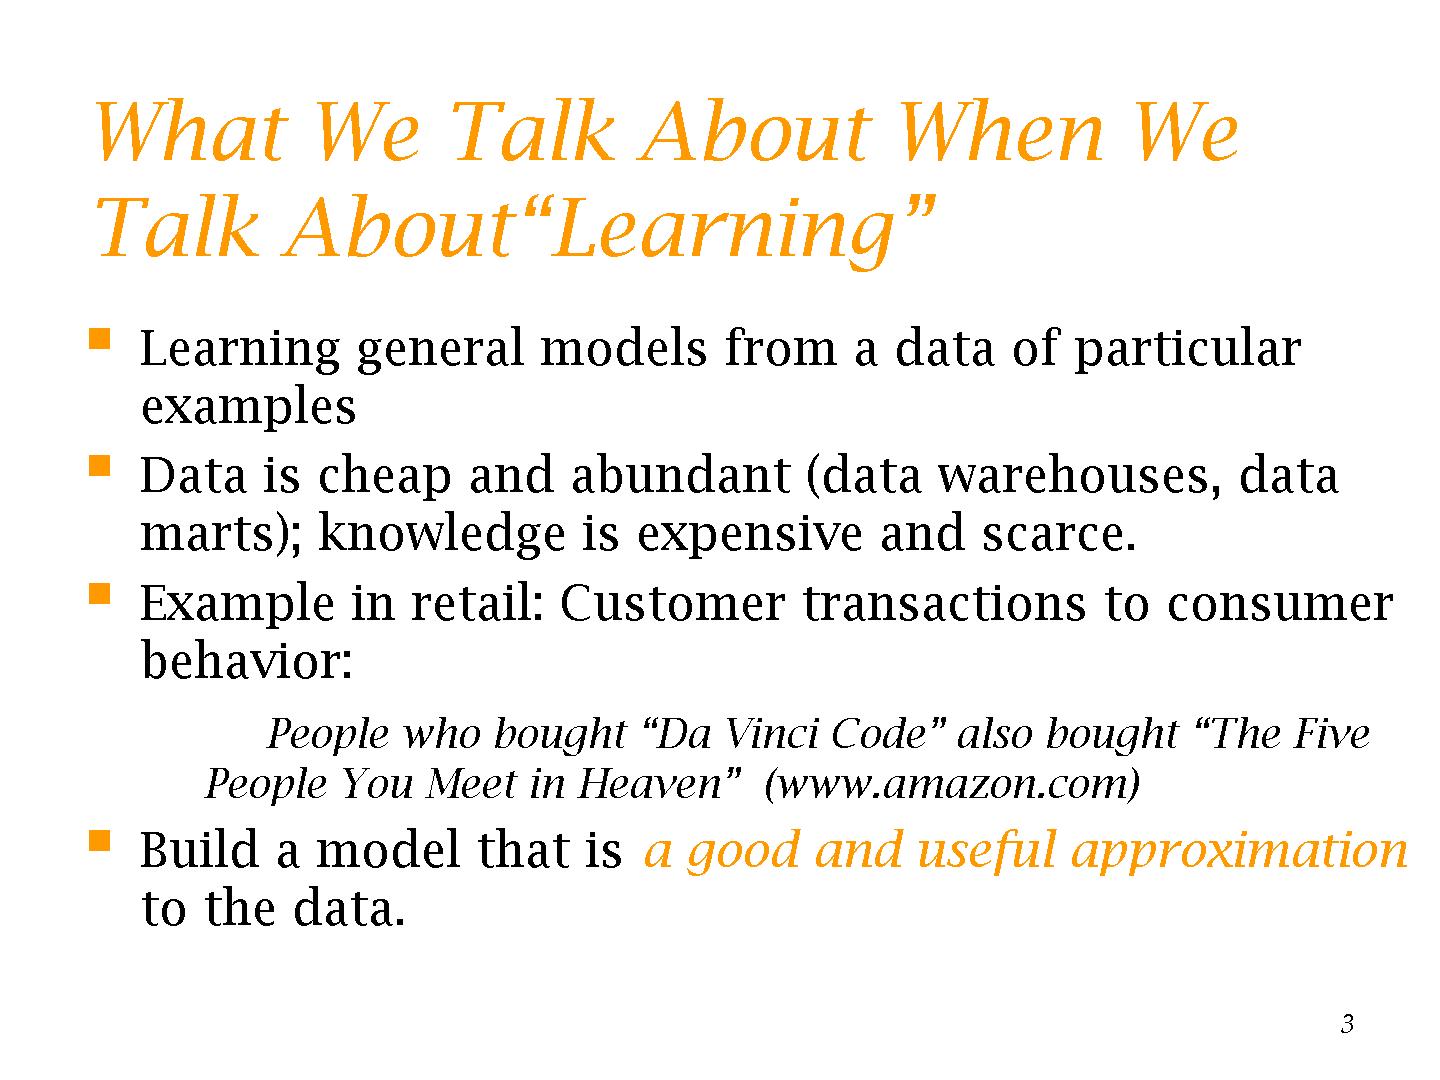 What We Talk About When We
Talk About“Learning”
Learning general models from a data of particular
examples
Data is cheap and abundant (data warehouses, data
marts); knowledge is expensive and scarce.
Example in retail: Customer transactions to consumer
behavior:
People who bought “Da Vinci Code” also bought “The Five
People You Meet in Heaven” (www.amazon.com)
Build a model that is a good and useful approximation
to the data.
3